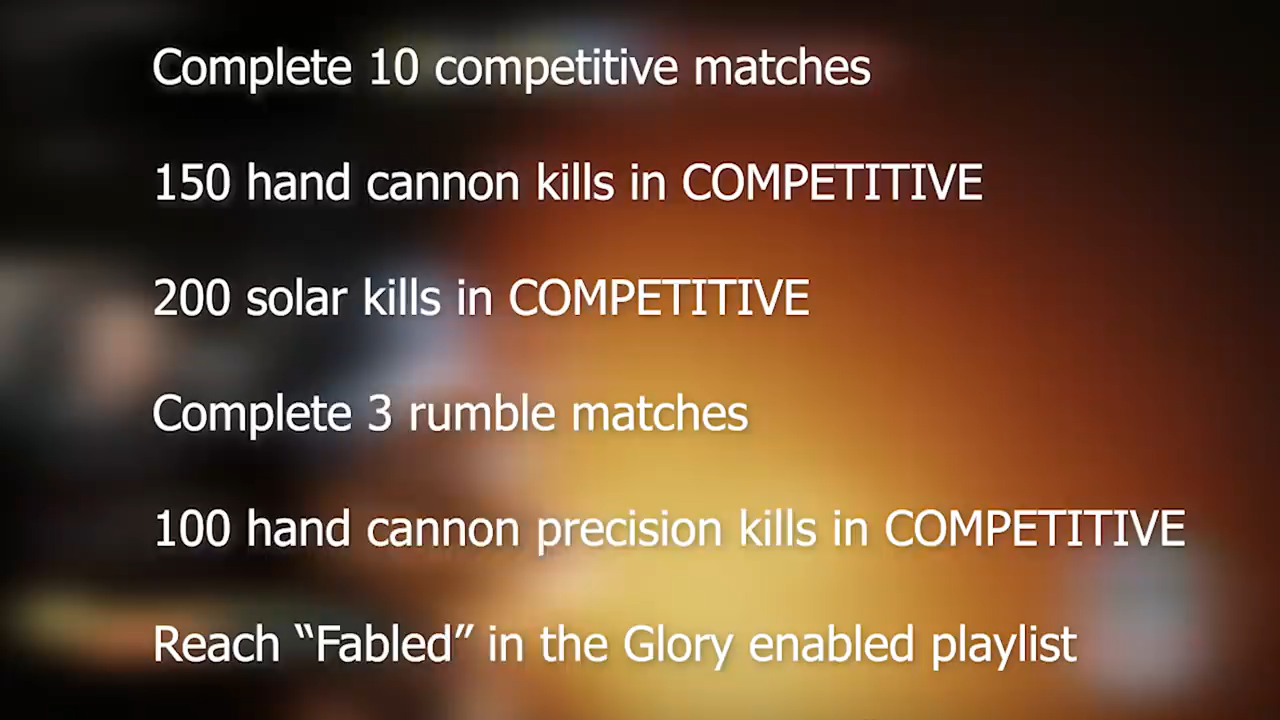 Complete 10 competitive matches
150 hand cannon kills in COMPETITIVE
200 solar kills in COMPETITIVE
Complete 3 rumble matches
100 hand cannon precision kills in COMPETITIVE
Reach “Fabled” in the Glory enabled playlist